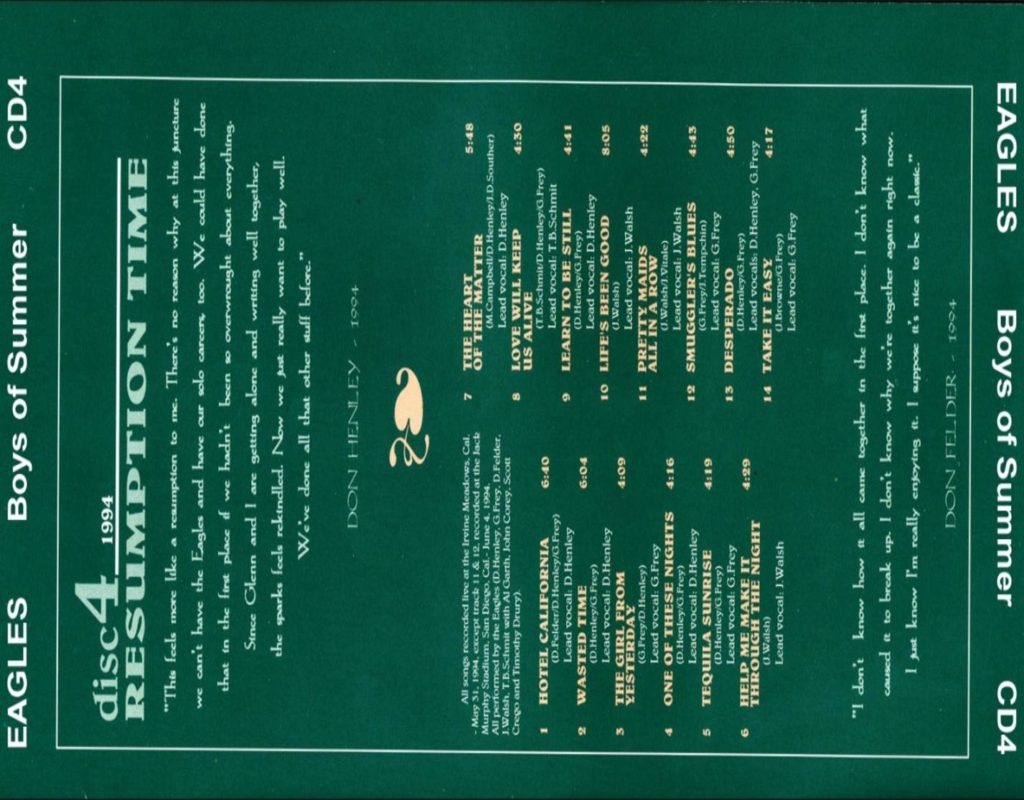 EAGLES Boys of Summer CD4
disc4 1994
RESUMPTION TIME
"This feels more like a resumption to me. There's no reason why at this juncture
we can't have the Eagles and have our solo careers, too. We could have done
that in the first place if we hadn't been so overwrought about everything.
Since Glenn and I are getting along and writing well together,
the sparks feels rekindled. Now we just really want to play well.
We've done all that other stuff before."
DON HENLEY - 1994
All songs recorded live at the Irvine Meadows, Cal.
- May 31, 1994, except track 11 & 12, recorded at the Jack
Murphy Stadium, San Diego, Cal. - June 4, 1994.
All performed by the Eagles (D.Henley, G.Frey, D.Felder,
J.Walsh, T.B.Schmit with Al Garth, John Corey, Scott
Crego and Timothy Drury).
1 HOTEL CALIFORNIA 6:40
(D.Felder/D.Henley/G.Frey)
Lead vocal: D.Henley
2 WASTED TIME 6:04
(D.Henley/G.Frey)
Lead vocal: D.Henley
3 THE GIRL FROM 4:09
YESTERDAY
(G.Frey/D.Henley)
Lead vocal: G.Frey
4 ONE OF THESE NIGHTS 4:16
(D.Henley/G.Frey)
Lead vocal: D.Henley
5 TEQUILA SUNRISE 4:19
(D.Henley/G.Frey)
Lead vocal: G.Frey
6 HELP ME MAKE IT 4:29
THROUGH THE NIGHT
(J.Walsh)
Lead vocal: J.Walsh
7 THE HEART 5:48
OF THE MATTER
(M.Campbell/D.Henley/J.D.Souther)
Lead vocal: D.Henley
8 LOVE WILL KEEP 4:30
US ALIVE
(T.B.Schmit/D.Henley/G.Frey)
Lead vocal: T.B.Schmit
9 LEARN TO BE STILL 4:41
(D.Henley/G.Frey)
Lead vocal: D.Henley
10 LIFE'S BEEN GOOD 8:05
(J.Walsh)
Lead vocal: J.Walsh
11 PRETTY MAIDS 4:22
ALL IN A ROW
(J.Walsh/J.Vitale)
Lead vocal: J.Walsh
12 SMUGGLER'S BLUES 4:43
(G.Frey/J.Tempchin)
Lead vocal: G.Frey
13 DESPERADO 4:50
(D.Henley/G.Frey)
Lead vocals: D.Henley, G.Frey
14 TAKE IT EASY 4:17
(J.Browne/G.Frey)
Lead vocal: G.Frey
"I don't know how it all came together in the first place. I don't know what
caused it to break up. I don't know why we're together again right now.
I just know I'm really enjoying it. I suppose it's nice to be a classic."
DON FELDER - 1994
EAGLES Boys of Summer CD4